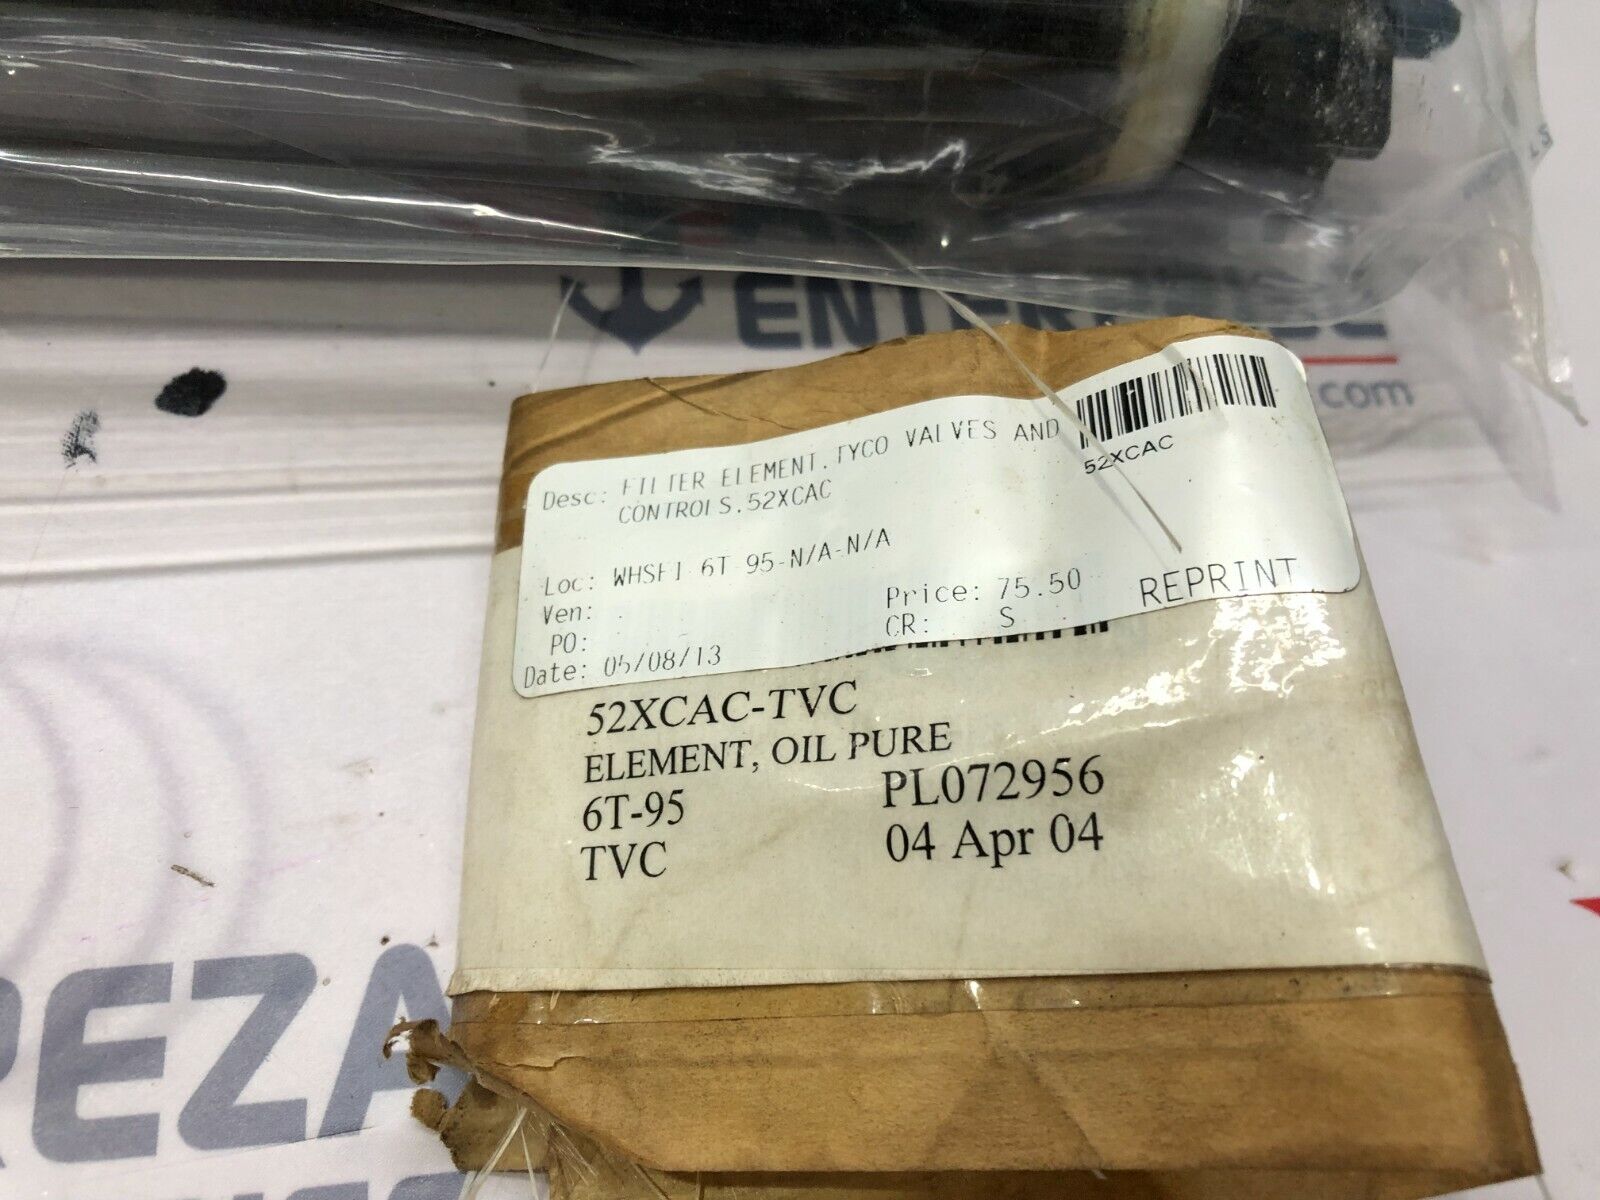 ENTERPRISE
.com
Desc: FILTER ELEMENT.TYCO VALVES AND
CONTROLS.52XCAC
52XCAC
Loc: WHSE1 6T 95-N/A-N/A
Ven:
Price: 75.50
REPRINT
PO:
CR: S
Date: 05/08/13
52XCAC-TVC
ELEMENT, OIL PURE
6T-95
PL072956
TVC
04 Apr 04
REZA